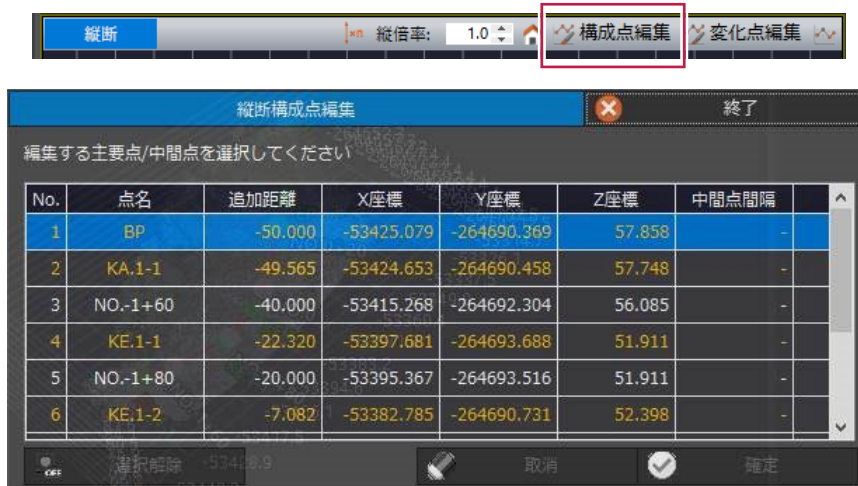 縦断 xn 縦倍率: 1.0 構成点編集 変化点編集
縦断構成点編集 終了
編集する主要点/中間点を選択してください
No. 点名 追加距離 X座標 Y座標 Z座標 中間点間隔
1 BP -50.000 -53425.079 -264690.369 57.858 -
2 KA.1-1 -49.565 -53424.653 -264690.458 57.748 -
3 NO.-1+60 -40.000 -53415.268 -264692.304 56.085 -
4 KE.1-1 -22.320 -53397.681 -264693.688 51.911 -
5 NO.-1+80 -20.000 -53395.367 -264693.516 51.911 -
6 KE.1-2 -7.082 -53382.785 -264690.731 52.398 -
OFF 選択解除 取消 確定